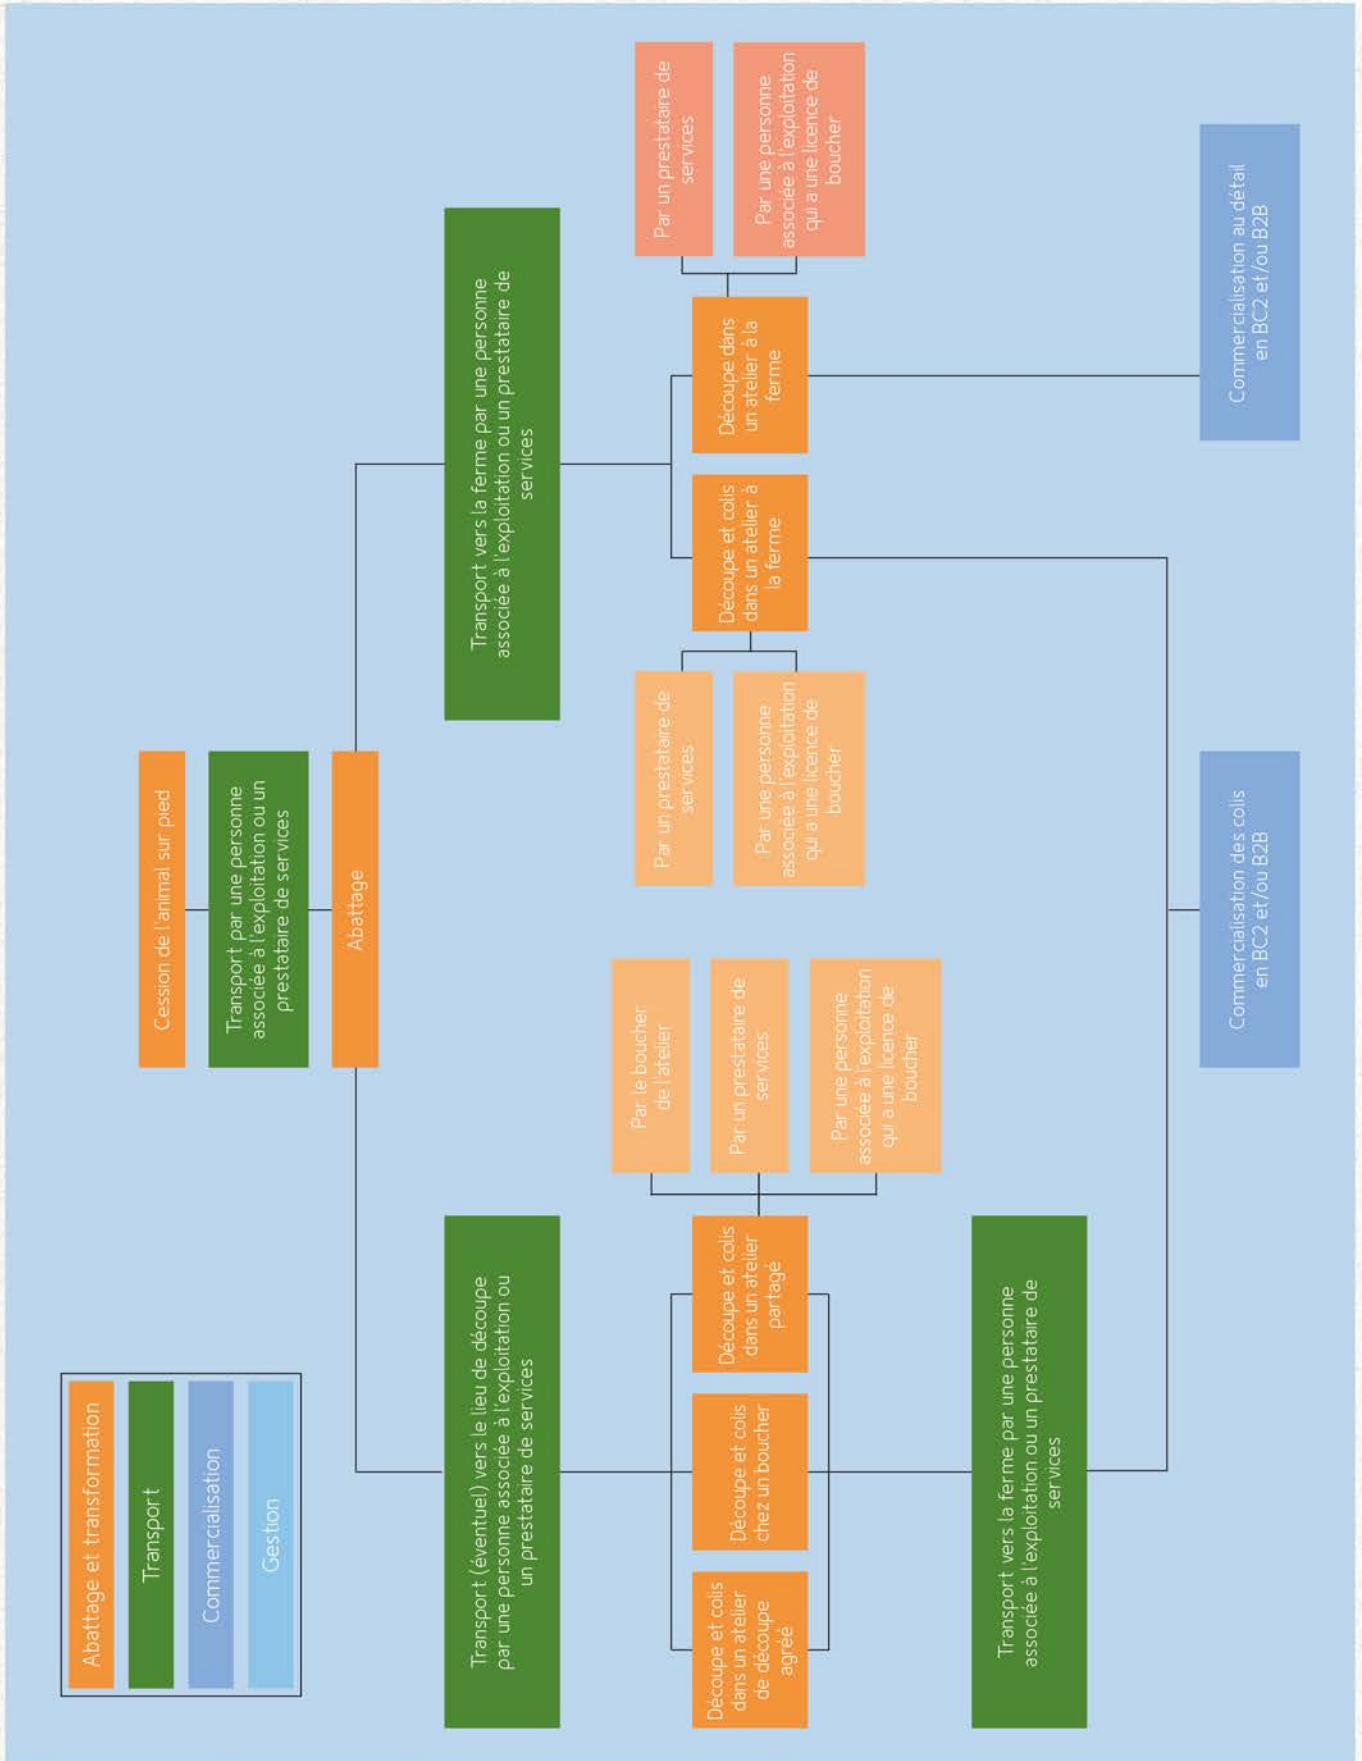 Abattage et transformation
Transport
Commercialisation
Gestion
Cession de l'animal sur pied
Transport par une personne
associée à l'exploitation ou un
prestataire de services
Abattage
Transport (éventuel) vers le lieu de découpe
par une personne associée à l'exploitation ou
un prestataire de services
Transport vers la ferme par une personne
associée à l'exploitation ou un prestataire de
services
Découpe et colis
dans un atelier
de découpe
agréé
Découpe et colis
chez un boucher
Découpe et colis
dans un atelier
partagé
Par le boucher
de l'atelier
Par un prestataire de
services
Par une personne
associée à l'exploitation
qui a une licence de
boucher
Par un prestataire de
services
Par une personne
associée à l'exploitation
qui a une licence de
boucher
Découpe et colis
dans un atelier à
la ferme
Découpe dans
un atelier à la
ferme
Par un prestataire de
services
Par une personne
associée à l'exploitation
qui a une licence de
boucher
Transport vers la ferme par une personne
associée à l'exploitation ou un prestataire de
services
Commercialisation des colis
en BC2 et/ou B2B
Commercialisation au détail
en BC2 et/ou B2B